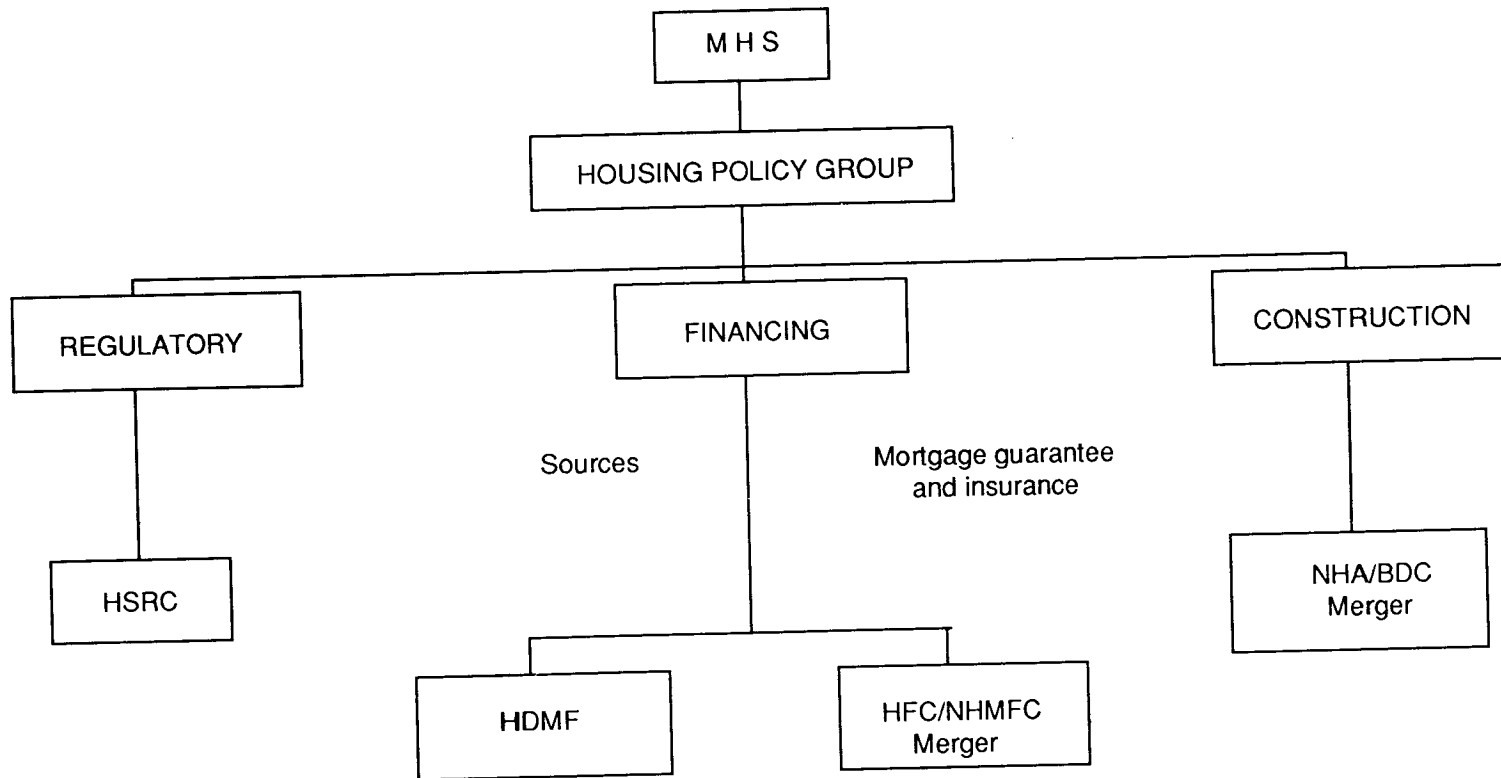 M H S
HOUSING POLICY GROUP
REGULATORY
FINANCING
CONSTRUCTION
Sources
Mortgage guarantee
and insurance
HSRC
NHA/BDC
Merger
HDMF
HFC/NHMFC
Merger